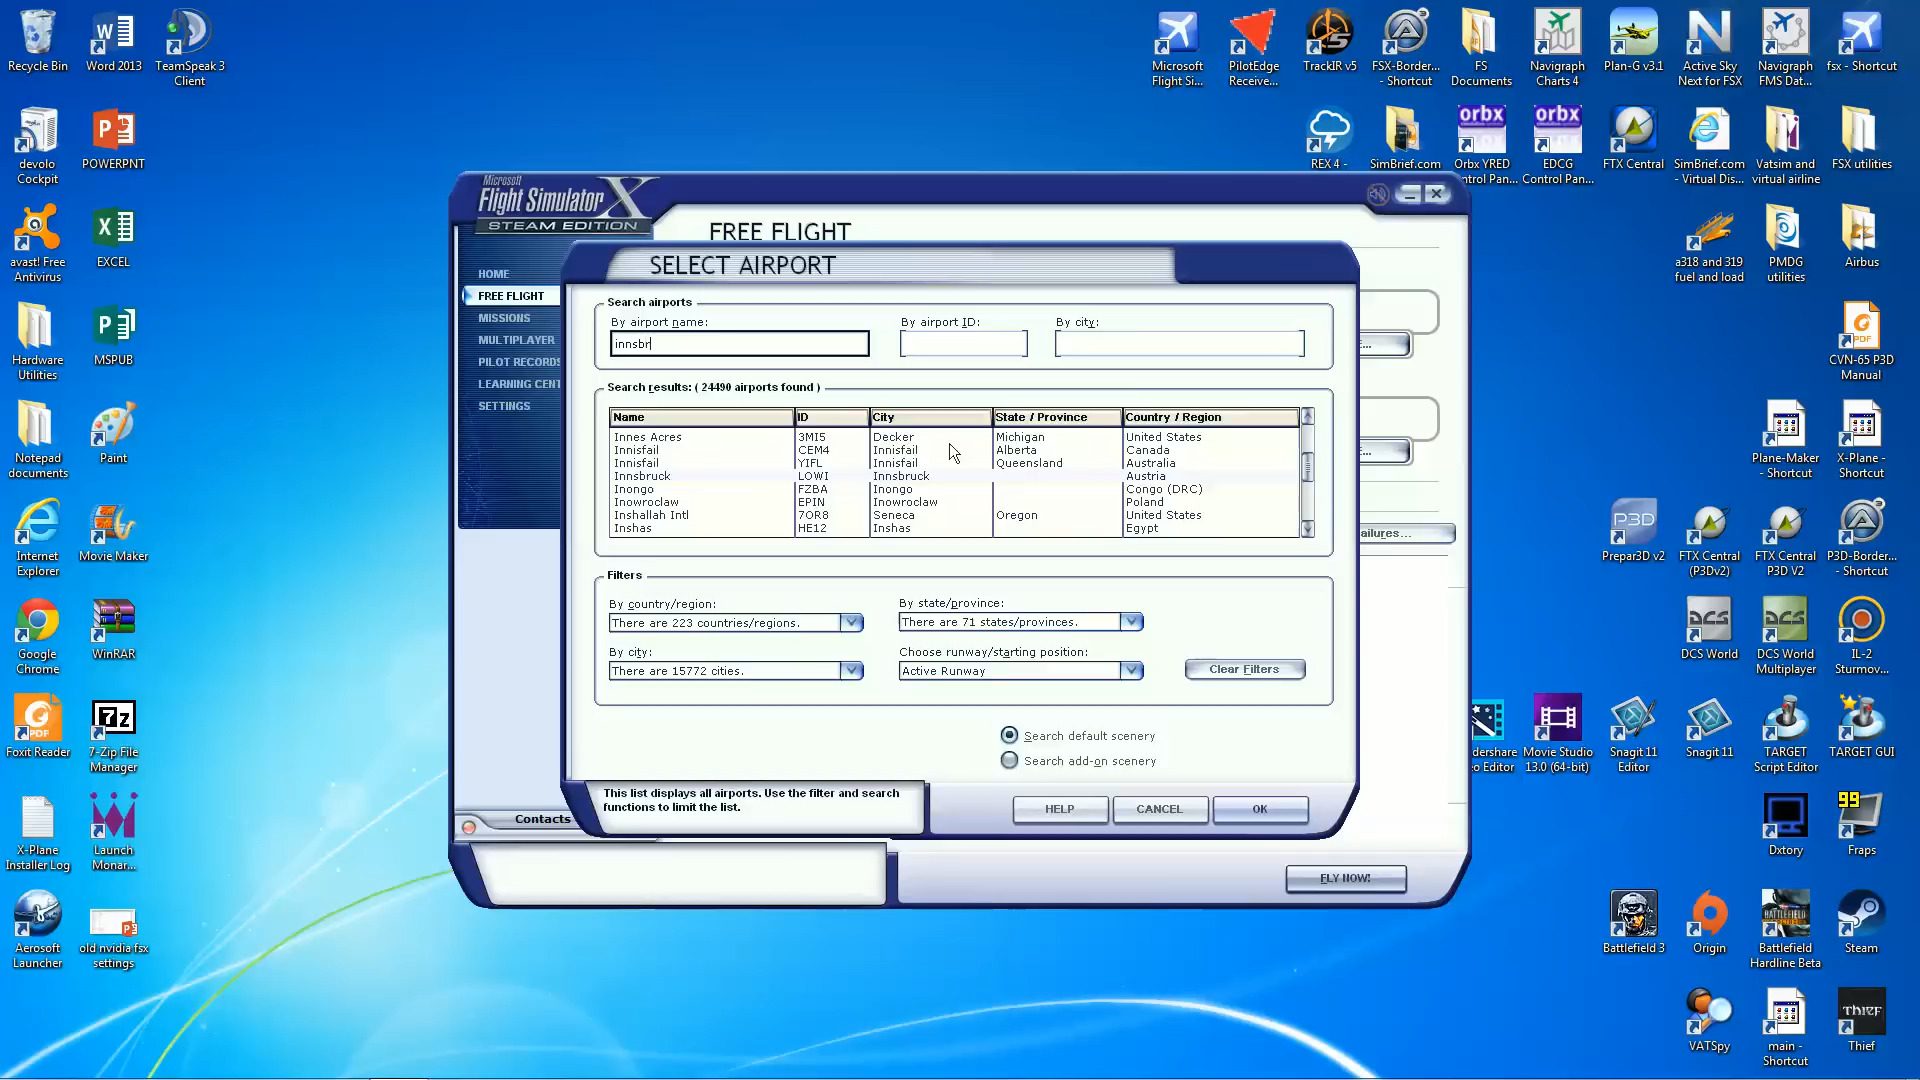 Recycle Bin
Word 2013
TeamSpeak 3
Client
devolo
Cockpit
POWERPNT
avast! Free
Antivirus
EXCEL
Hardware
Utilities
MSPUB
Notepad
documents
Paint
Internet
Explorer
Movie Maker
Google
Chrome
WinRAR
Foxit Reader
7-Zip File
Manager
X-Plane
Installer Log
Launch
Monar...
Aerosoft
Launcher
old nvidia fsx
settings
Microsoft
Flight Si...
PilotEdge
Receive...
TrackIR v5
FSX-Border...
- Shortcut
FS
Documents
Navigraph
Charts 4
Plan-G v3.1
Active Sky
Next for FSX
Navigraph
FMS Dat...
fsx - Shortcut
REX 4 -
SimBrief.com
orbx
Orbx YRED
ntrol Pan...
orbx
EDCG
Control Pan...
FTX Central
SimBrief.com
- Virtual Dis...
Vatsim and
virtual airline
FSX utilities
a318 and 319
fuel and load
PMDG
utilities
Airbus
CVN-65 P3D
Manual
Plane-Maker
- Shortcut
X-Plane -
Shortcut
P3D
Prepar3D v2
FTX Central
(P3Dv2)
FTX Central
P3D V2
P3D-Border...
- Shortcut
DCS
DCS World
DCS
DCS World
Multiplayer
IL-2
Sturmov...
dershare
eo Editor
Movie Studio
13.0 (64-bit)
Snagit 11
Editor
Snagit 11
TARGET
Script Editor
TARGET GUI
Dxtory
99
Fraps
Battlefield 3
Origin
Battlefield
Hardline Beta
Steam
VATSpy
main -
Shortcut
THIEF
Thief
Microsoft
Flight Simulator X
STEAM EDITION
FREE FLIGHT
HOME
FREE FLIGHT
MISSIONS
MULTIPLAYER
PILOT RECORDS
LEARNING CENT
SETTINGS
SELECT AIRPORT
Search airports
By airport name:
By airport ID:
By city:
innsbr
Search results: ( 24490 airports found )
Name ID City State / Province Country / Region
Innes Acres 3MI5 Decker Michigan United States
Innisfail CEM4 Innisfail Alberta Canada
Innisfail YIFL Innisfail Queensland Australia
Innsbruck LOWI Innsbruck Austria
Inongo FZBA Inongo Congo (DRC)
Inowroclaw EPIN Inowroclaw Poland
Inshallah Intl 7OR8 Seneca Oregon United States
Inshas HE12 Inshas Egypt
Filters
By country/region:
There are 223 countries/regions.
By state/province:
There are 71 states/provinces.
By city:
There are 15772 cities.
Choose runway/starting position:
Active Runway
Clear Filters
Search default scenery
Search add-on scenery
This list displays all airports. Use the filter and search
functions to limit the list.
HELP
CANCEL
OK
ailures...
Contacts
FLY NOW!